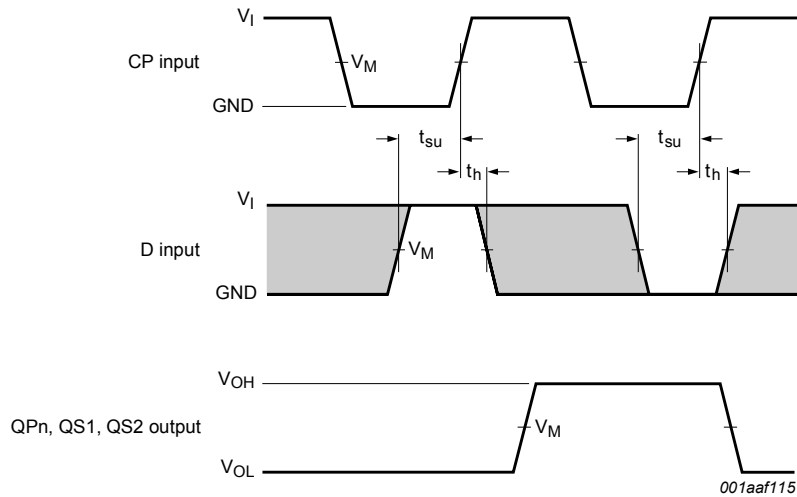 V_I
CP input
V_M
GND
t_su
t_su
t_h
t_h
V_I
D input
V_M
GND
V_OH
QPn, QS1, QS2 output
V_M
V_OL
001aaf115